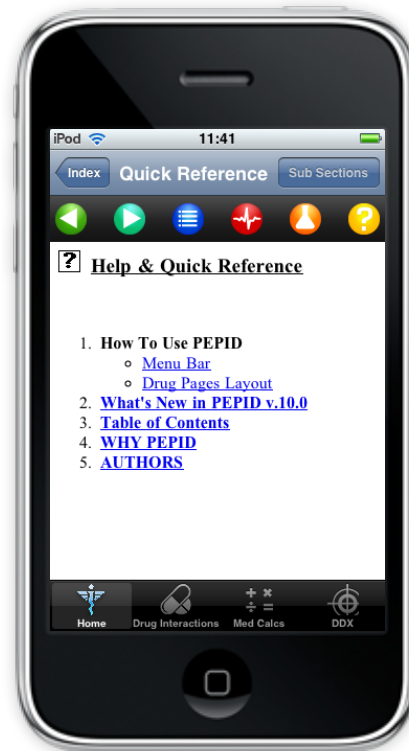 iPod 11:41
Index Quick Reference Sub Sections
?
? Help & Quick Reference
1. How To Use PEPID
Menu Bar
Drug Pages Layout
2. What's New in PEPID v.10.0
3. Table of Contents
4. WHY PEPID
5. AUTHORS
+ ×
÷ =
Home Drug Interactions Med Calcs DDX